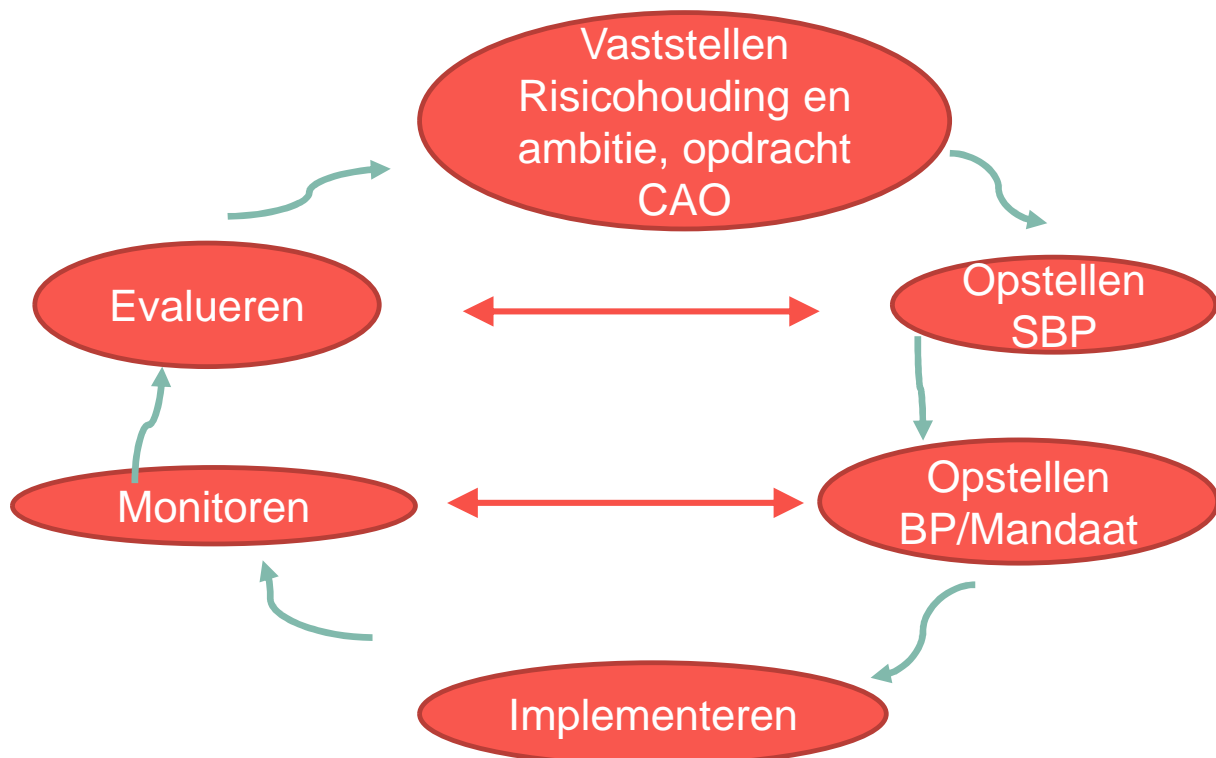 Vaststellen
Risicohouding en
ambitie, opdracht
CAO
Evalueren
Opstellen
SBP
Monitoren
Opstellen
BP/Mandaat
Implementeren